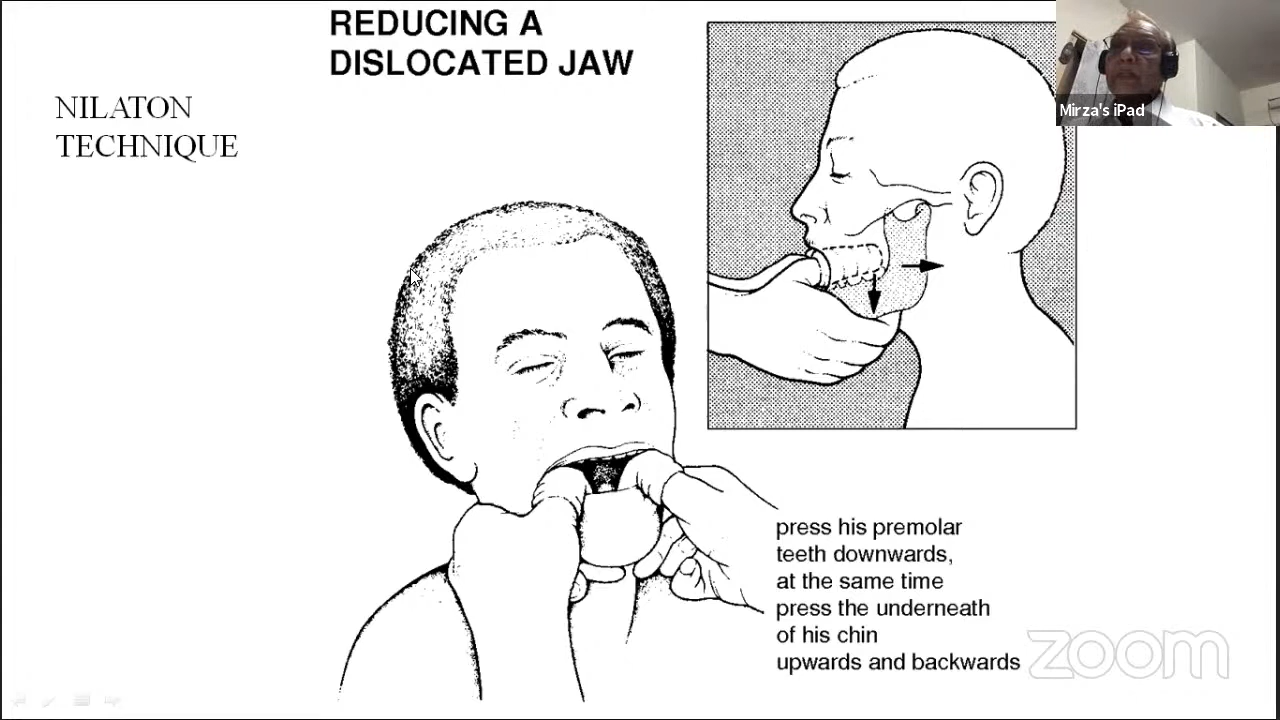 REDUCING A
DISLOCATED JAW
NILATON
TECHNIQUE
Mirza's iPad
press his premolar
teeth downwards,
at the same time
press the underneath
of his chin
upwards and backwards
zoom